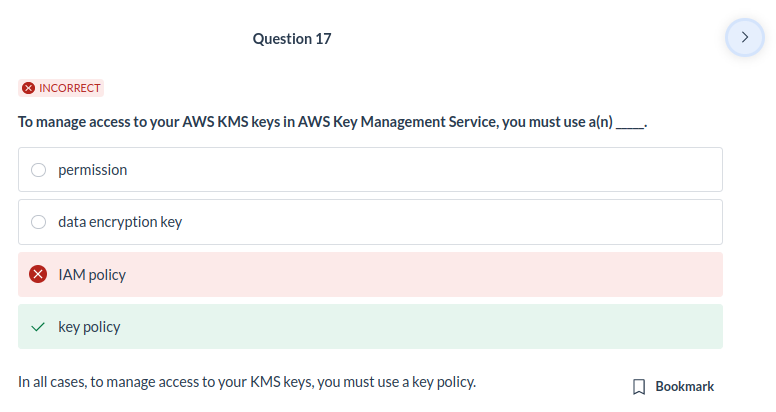 Question 17
INCORRECT
To manage access to your AWS KMS keys in AWS Key Management Service, you must use a(n) _____.
permission
data encryption key
IAM policy
key policy
In all cases, to manage access to your KMS keys, you must use a key policy.
Bookmark